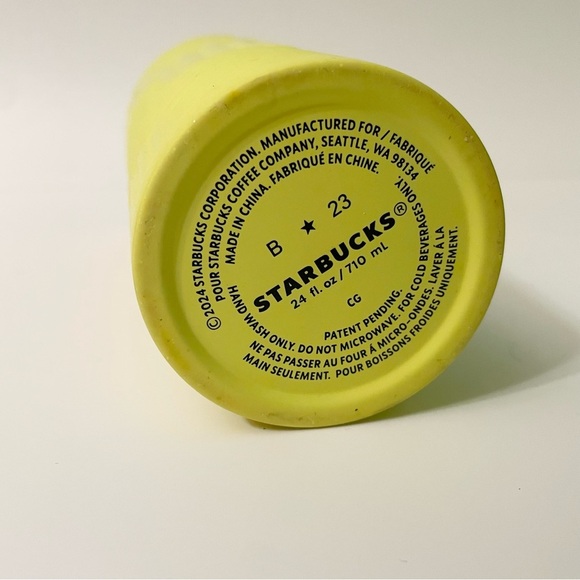 ©2024 STARBUCKS CORPORATION. MANUFACTURED FOR / FABRIQUÉ
POUR STARBUCKS COFFEE COMPANY, SEATTLE, WA 98134
MADE IN CHINA. FABRIQUÉ EN CHINE.
B ★ 23
STARBUCKS®
24 fl. oz/710 mL
CG
PATENT PENDING.
HAND WASH ONLY. DO NOT MICROWAVE. FOR COLD BEVERAGES ONLY.
NE PAS PASSER AU FOUR Á MICRO-ONDES. LAVER Á LA
MAIN SEULEMENT. POUR BOISSONS FROIDES UNIQUEMENT.